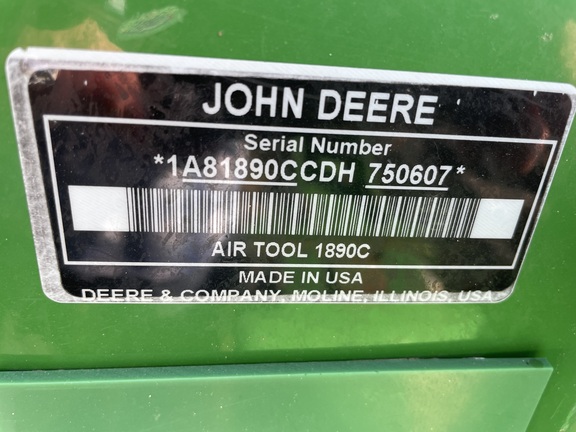 JOHN DEERE
Serial Number
*1A81890CCDH 750607*
AIR TOOL 1890C
MADE IN USA
DEERE & COMPANY, MOLINE, ILLINOIS, USA